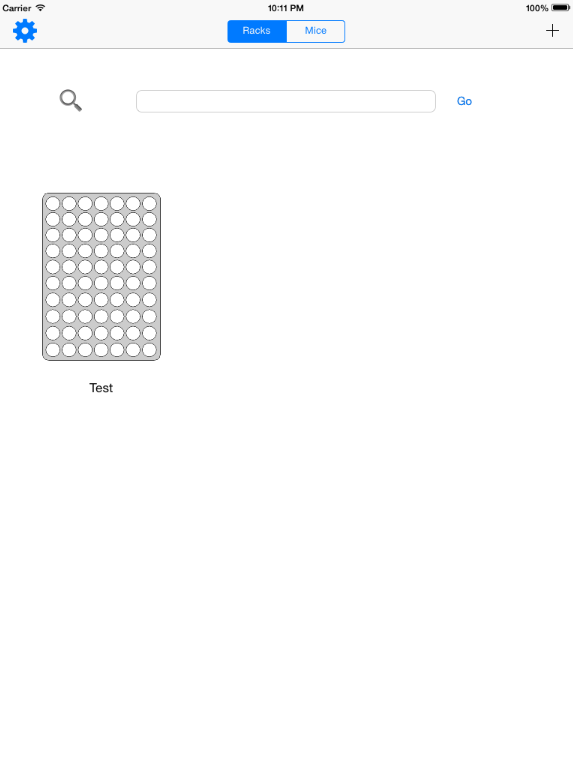 Carrier 10:11 PM 100%
Racks Mice +
Go
Test